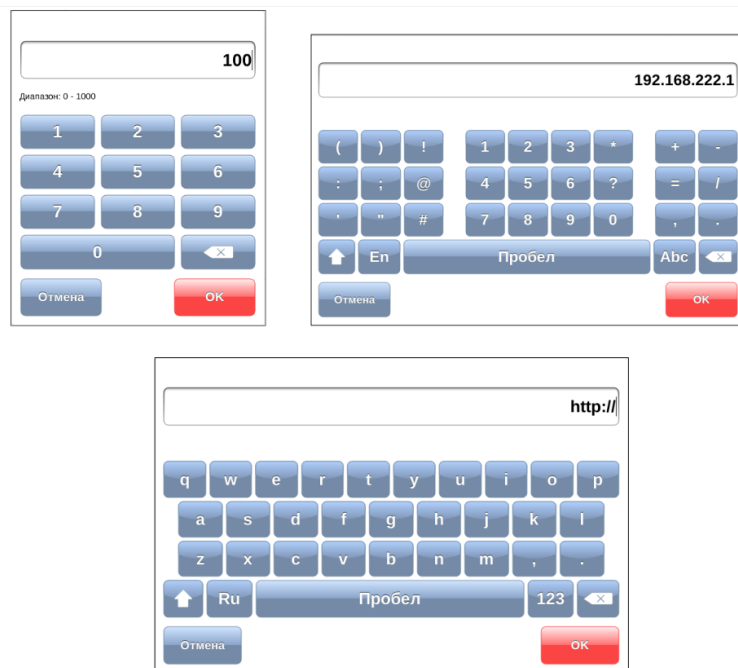 100
Диапазон: 0 - 1000
1 2 3
4 5 6
7 8 9
0
Отмена OK
192.168.222.1
( ) ! 1 2 3 * + -
: ; @ 4 5 6 ? = /
' " # 7 8 9 0 , .
En Пробел Abc
Отмена OK
http://
q w e r t y u i o p
a s d f g h j k l
z x c v b n m , .
Ru Пробел 123
Отмена OK